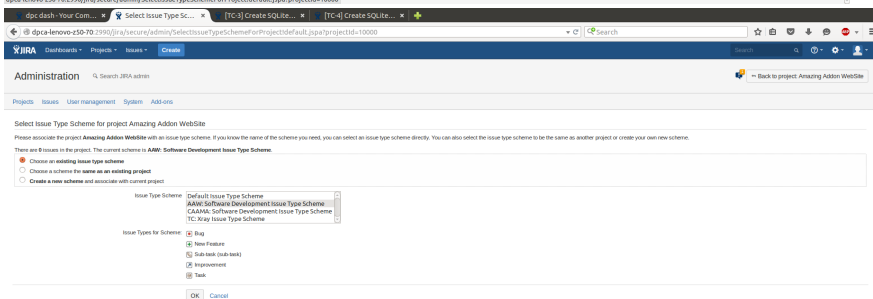 dpc dash - Your Com... × Select Issue Type Sc... × [TC-3] Create SQLite... × [TC-4] Create SQLite... ×
dpca-lenovo-z50-70:2990/jira/secure/admin/SelectIssueTypeSchemeForProject!default.jspa?projectId=10000 Search
JIRA Dashboards Projects Issues Create Search
Administration Search JIRA admin Back to project: Amazing Addon WebSite
Projects Issues User management System Add-ons
Select Issue Type Scheme for project Amazing Addon WebSite
Please associate the project Amazing Addon WebSite with an issue type scheme. If you know the name of the scheme you need, you can select an issue type scheme directly. You can also select the issue type scheme to be the same as another project or create your own new scheme.
There are 0 issues in the project. The current scheme is AAW: Software Development Issue Type Scheme.
Choose an existing issue type scheme
Choose a scheme the same as an existing project
Create a new scheme and associate with current project
Issue Type Scheme: Default Issue Type Scheme
AAW: Software Development Issue Type Scheme
CAAMA: Software Development Issue Type Scheme
TC: Xray Issue Type Scheme
Issue Types for Scheme: Bug
New Feature
Sub-task (sub-task)
Improvement
Task
OK Cancel